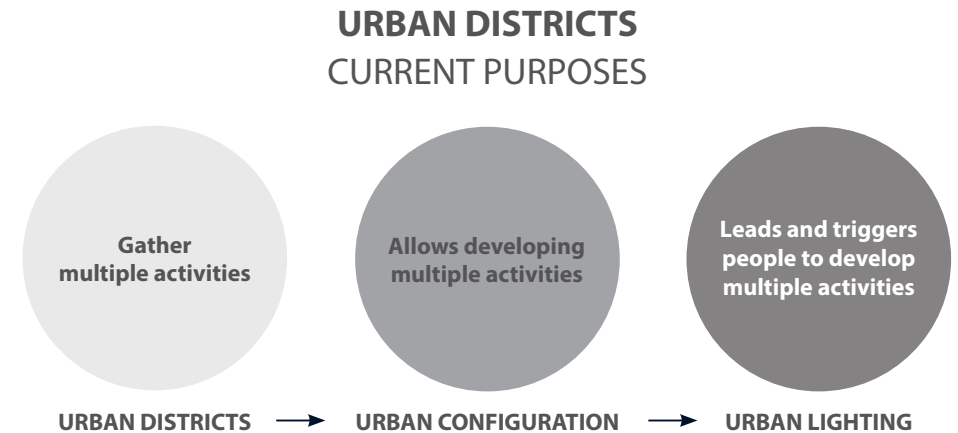 URBAN DISTRICTS
CURRENT PURPOSES
Gather
multiple activities
Allows developing
multiple activities
Leads and triggers
people to develop
multiple activities
URBAN DISTRICTS → URBAN CONFIGURATION → URBAN LIGHTING